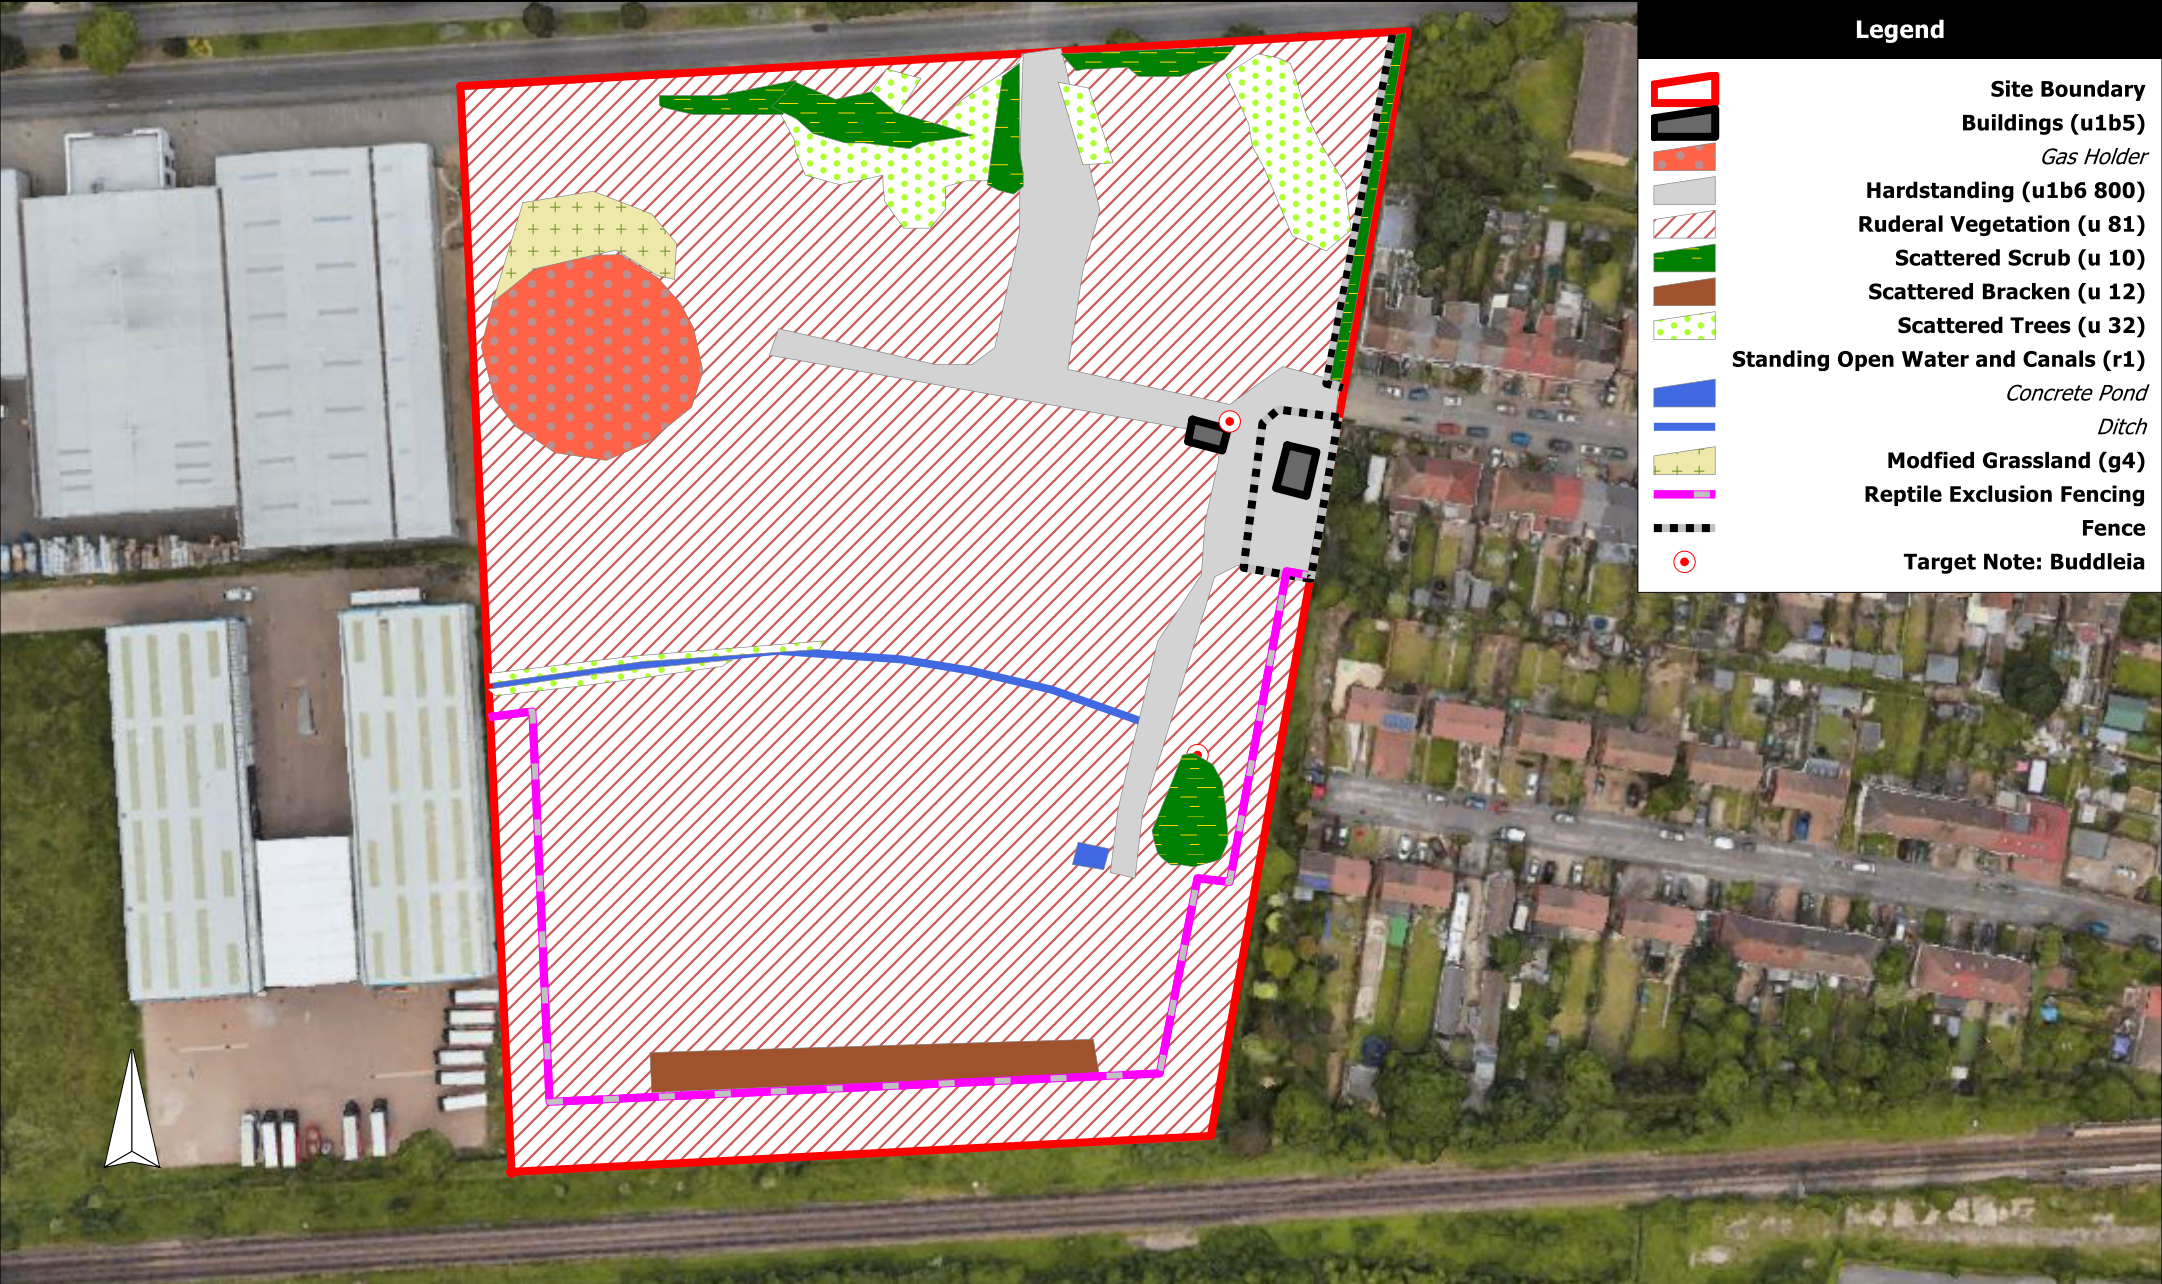 Legend
Site Boundary
Buildings (u1b5)
Gas Holder
Hardstanding (u1b6 800)
Ruderal Vegetation (u 81)
Scattered Scrub (u 10)
Scattered Bracken (u 12)
Scattered Trees (u 32)
Standing Open Water and Canals (r1)
Concrete Pond
Ditch
Modfied Grassland (g4)
Reptile Exclusion Fencing
Fence
Target Note: Buddleia